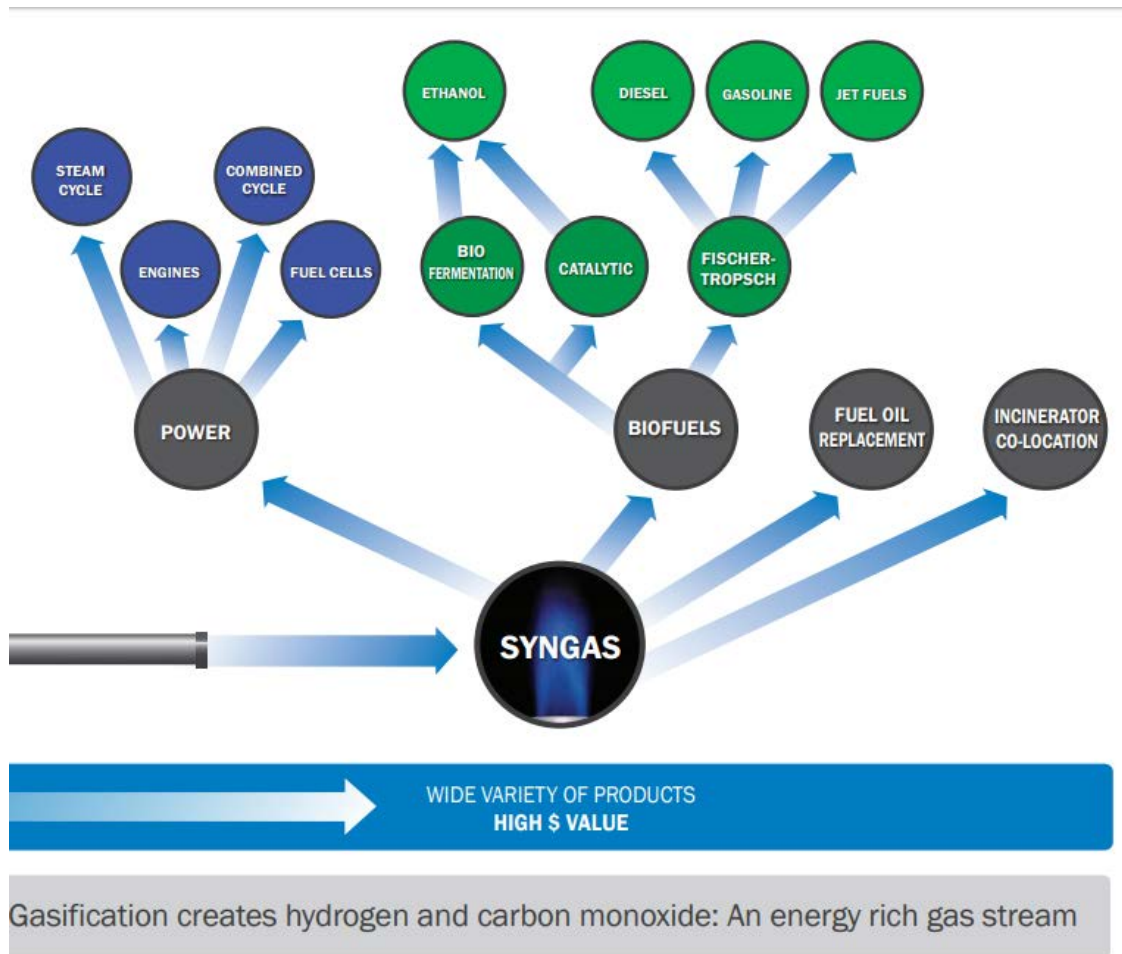 ETHANOL
DIESEL
GASOLINE
JET FUELS
STEAM
CYCLE
COMBINED
CYCLE
ENGINES
FUEL CELLS
BIO
FERMENTATION
CATALYTIC
FISCHER-
TROPSCH
POWER
BIOFUELS
FUEL OIL
REPLACEMENT
INCINERATOR
CO-LOCATION
SYNGAS
WIDE VARIETY OF PRODUCTS
HIGH $ VALUE
Gasification creates hydrogen and carbon monoxide: An energy rich gas stream